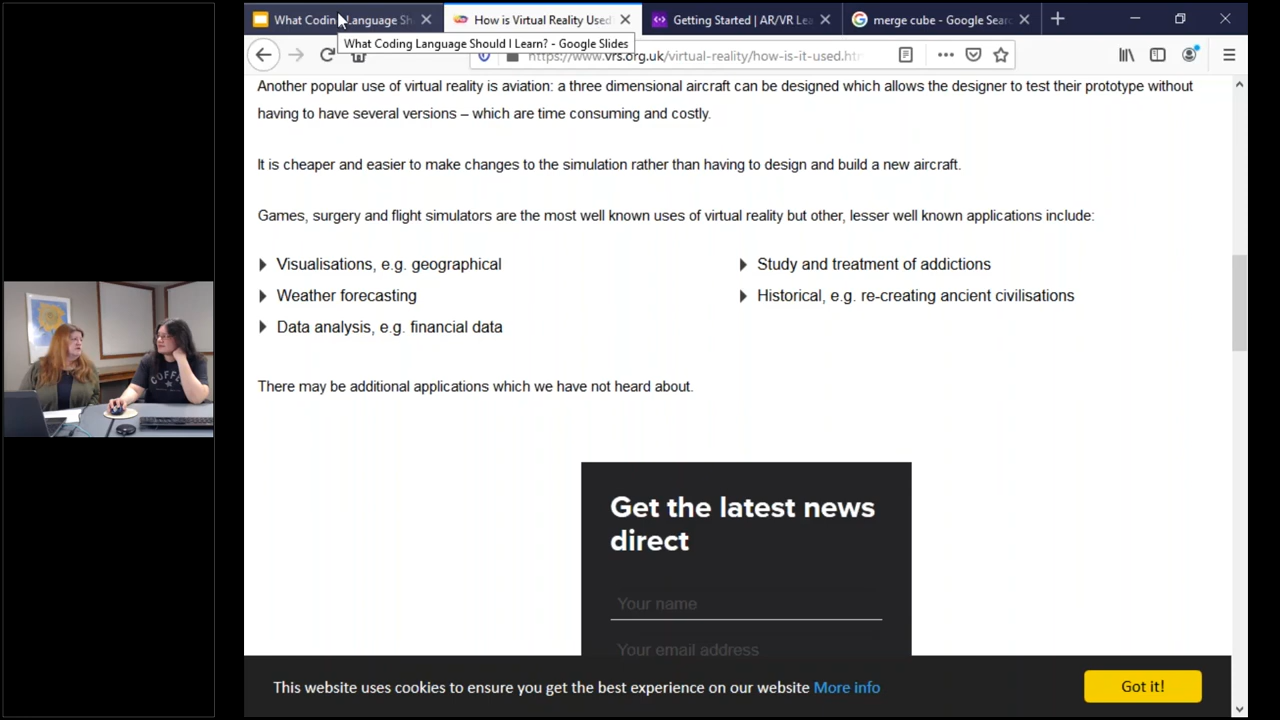 What Coding Language Sh
How is Virtual Reality Used
Getting Started | AR/VR Lea
merge cube - Google Searc
What Coding Language Should I Learn? - Google Slides
https://www.vrs.org.uk/virtual-reality/how-is-it-used.htm
Another popular use of virtual reality is aviation: a three dimensional aircraft can be designed which allows the designer to test their prototype without
having to have several versions – which are time consuming and costly.
It is cheaper and easier to make changes to the simulation rather than having to design and build a new aircraft.
Games, surgery and flight simulators are the most well known uses of virtual reality but other, lesser well known applications include:
Visualisations, e.g. geographical
Weather forecasting
Data analysis, e.g. financial data
Study and treatment of addictions
Historical, e.g. re-creating ancient civilisations
There may be additional applications which we have not heard about.
Get the latest news
direct
Your name
Your email address
This website uses cookies to ensure you get the best experience on our website More info
Got it!
COFFEE